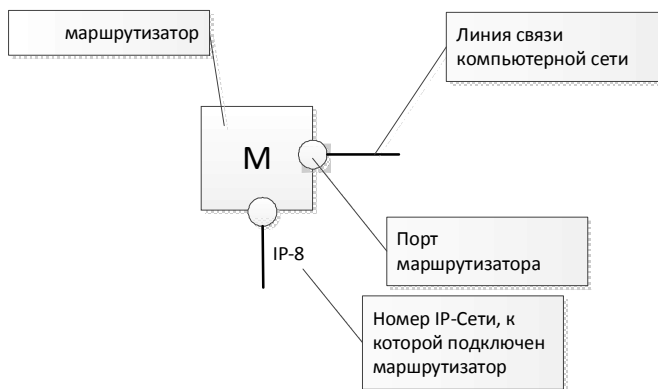 маршрутизатор
Линия связи
компьютерной сети
М
Порт
маршрутизатора
IP-8
Номер IP-Сети, к
которой подключен
маршрутизатор